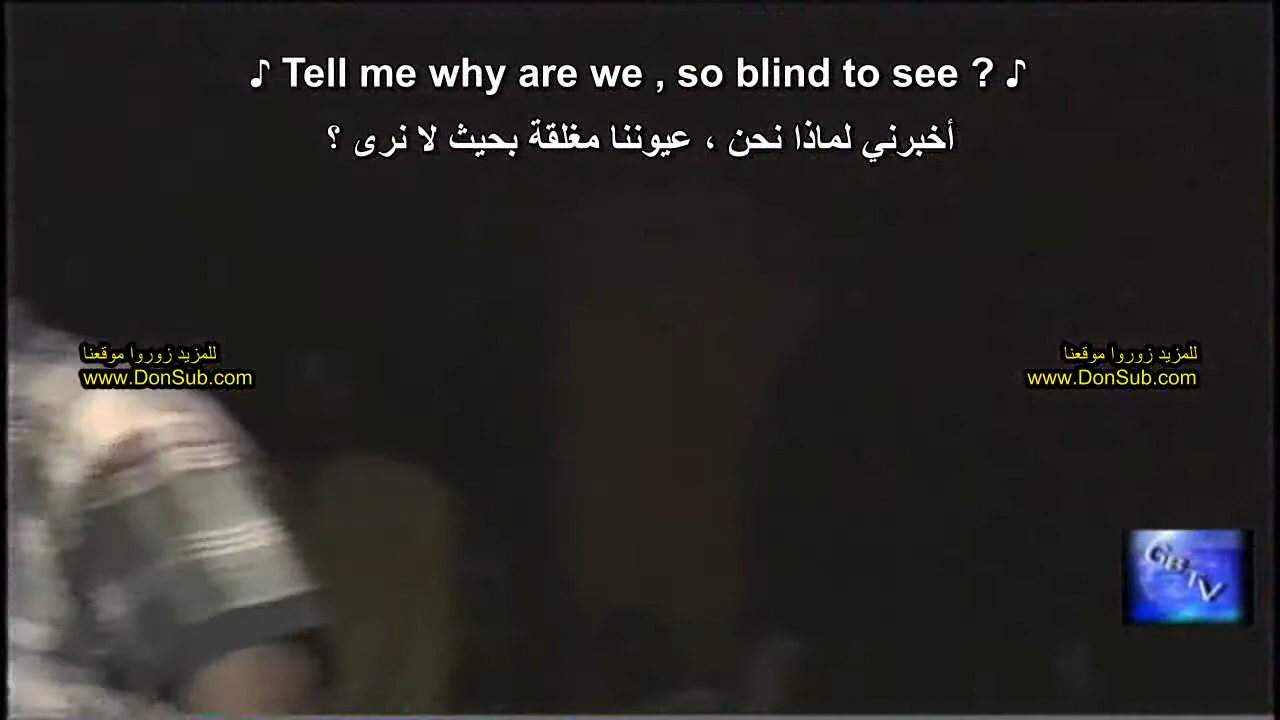 ♪ Tell me why are we , so blind to see ? ♪
أخبرني لماذا نحن ، عيوننا مغلقة بحيث لا نرى ؟
للمزيد زوروا موقعنا
www.DonSub.com
للمزيد زوروا موقعنا
www.DonSub.com
GBTV